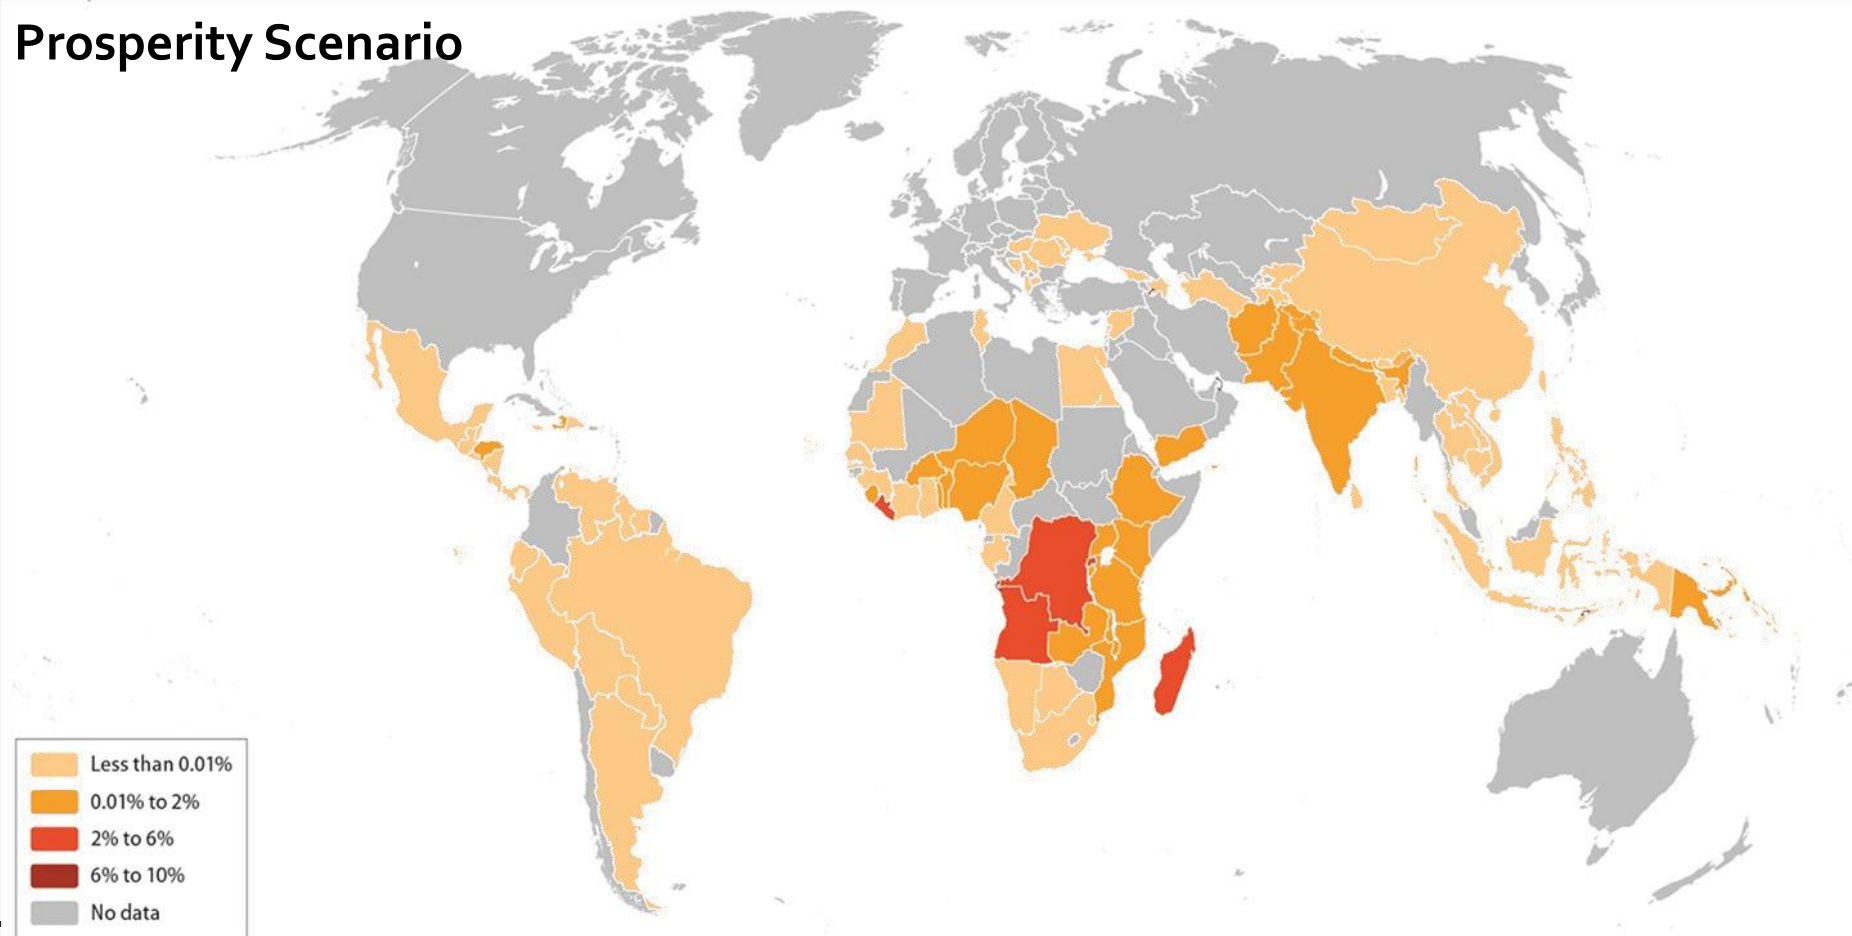 Prosperity Scenario
Less than 0.01%
0.01% to 2%
2% to 6%
6% to 10%
No data